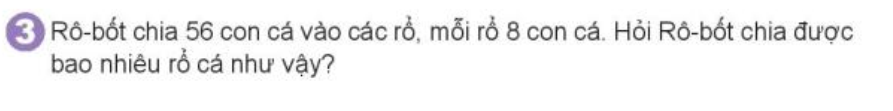 3 Rô-bốt chia 56 con cá vào các rổ, mỗi rổ 8 con cá. Hỏi Rô-bốt chia được
bao nhiêu rổ cá như vậy?